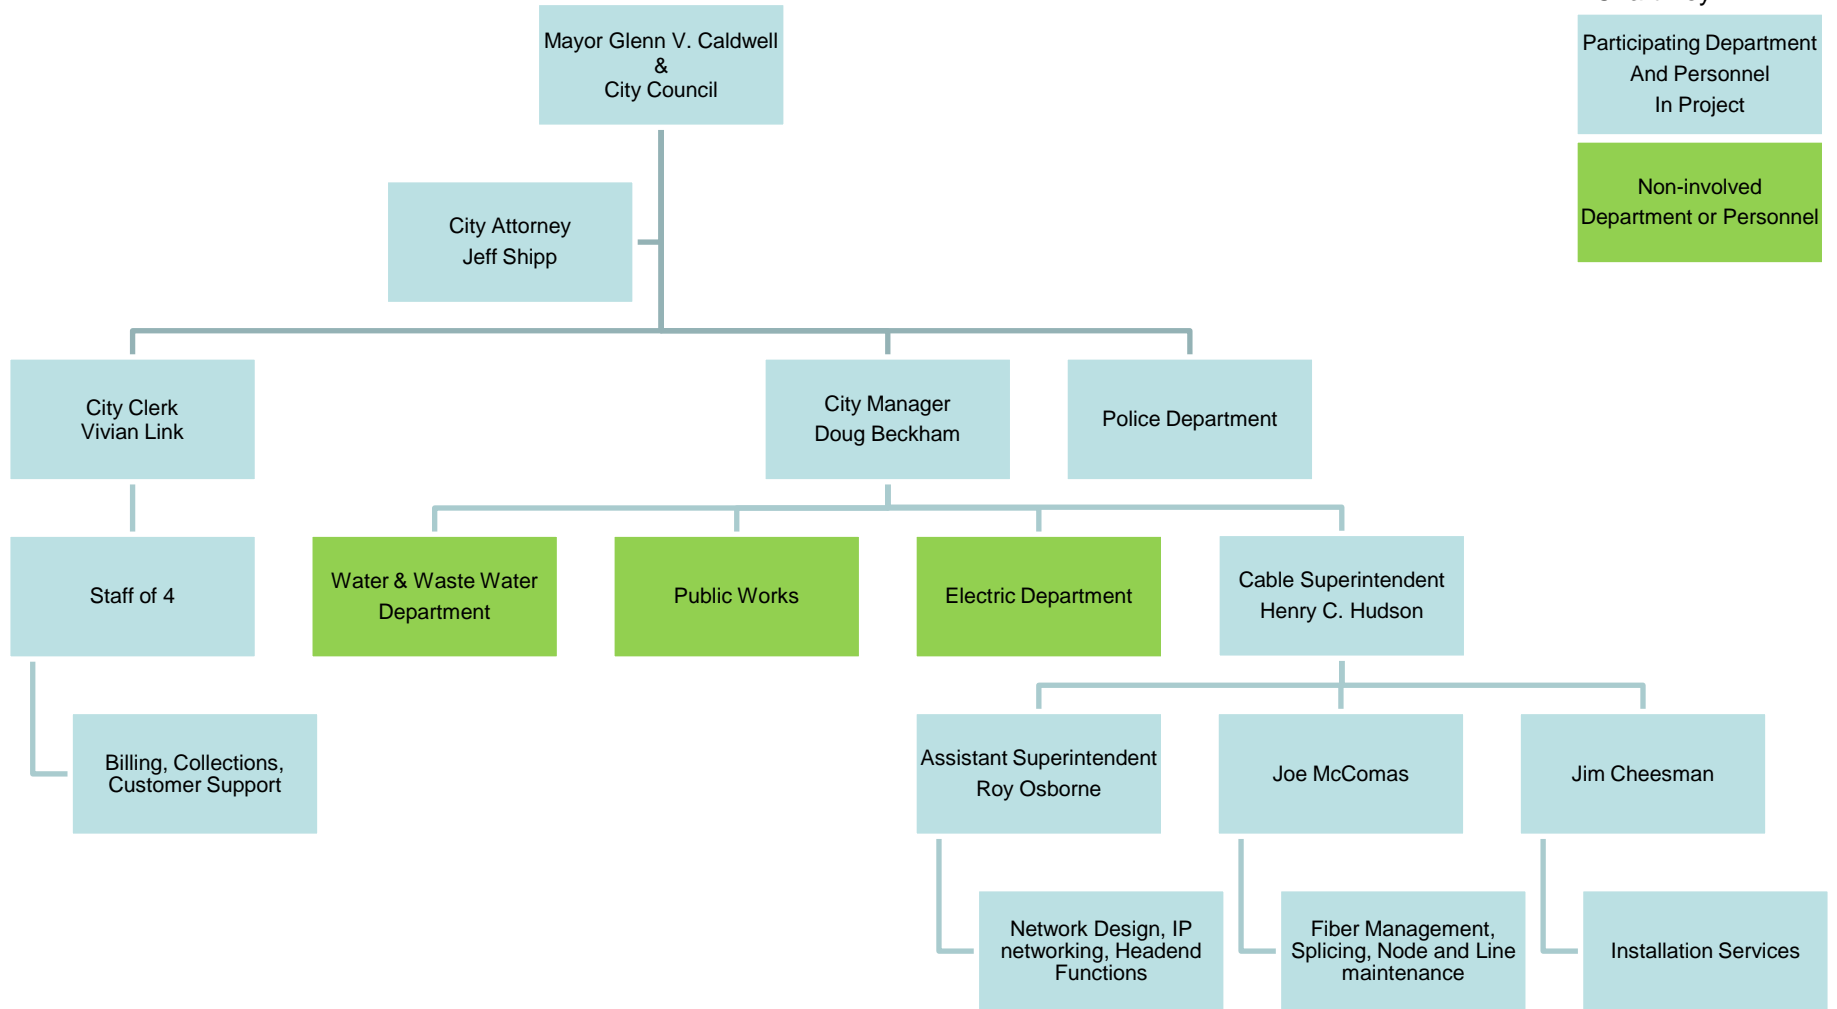 Mayor Glenn V. Caldwell
&
City Council
Participating Department
And Personnel
In Project
Non-involved
Department or Personnel
City Attorney
Jeff Shipp
City Clerk
Vivian Link
City Manager
Doug Beckham
Police Department
Staff of 4
Water & Waste Water
Department
Public Works
Electric Department
Cable Superintendent
Henry C. Hudson
Billing, Collections,
Customer Support
Assistant Superintendent
Roy Osborne
Joe McComas
Jim Cheesman
Network Design, IP
networking, Headend
Functions
Fiber Management,
Splicing, Node and Line
maintenance
Installation Services